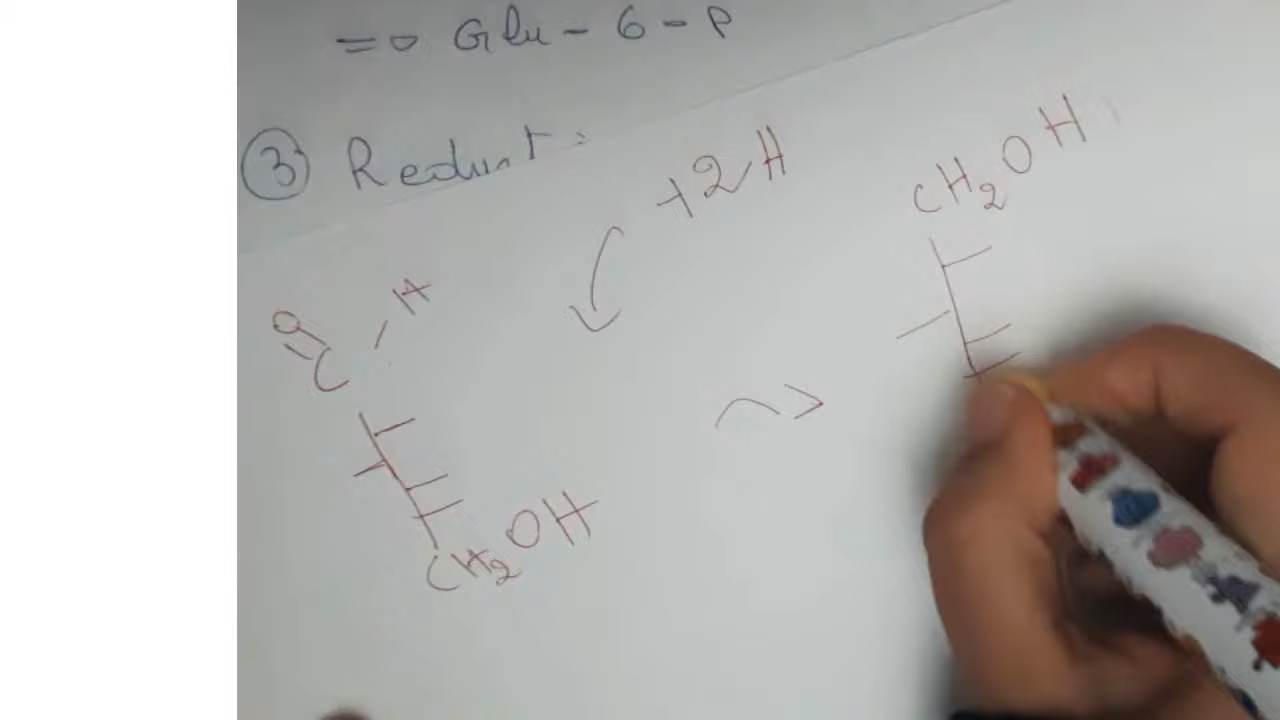 => Glu - 6 - P
③ Reduct :
+2H
CH2OH
O
H
C
CH2OH